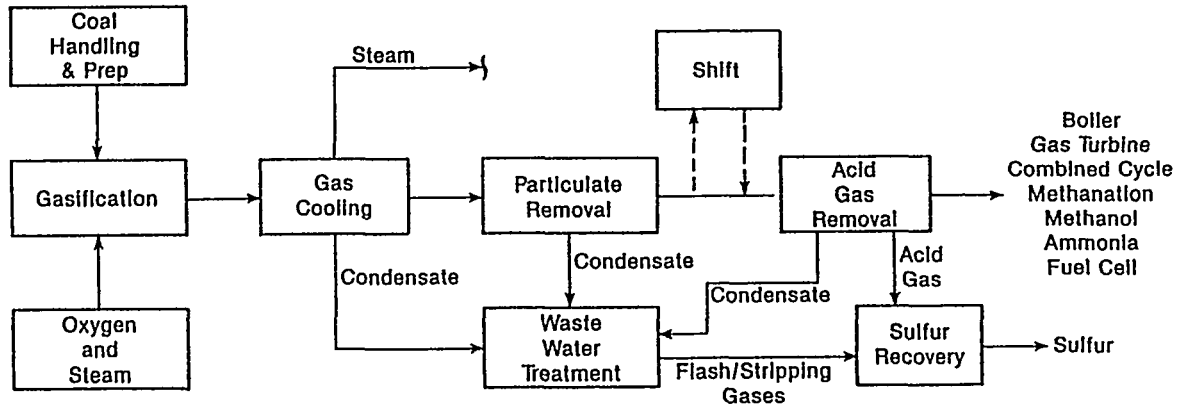 Coal
Handling
& Prep
Steam
Shift
Boiler
Gas Turbine
Combined Cycle
Methanation
Methanol
Ammonia
Fuel Cell
Gasification
Gas
Cooling
Particulate
Removal
Acid
Gas
Removal
Condensate
Condensate
Condensate
Acid
Gas
Oxygen
and
Steam
Waste
Water
Treatment
Flash/Stripping
Gases
Sulfur
Recovery
Sulfur